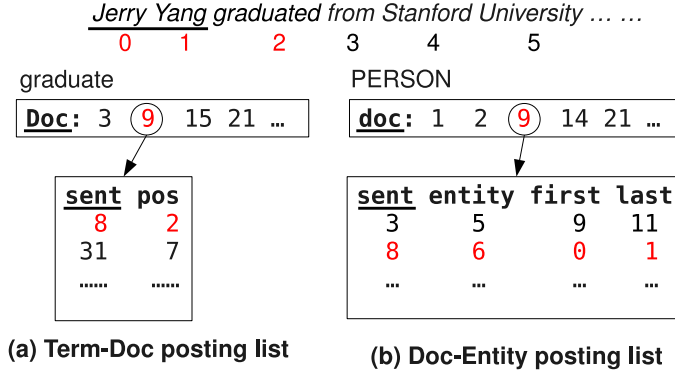 Jerry Yang graduated from Stanford University … …
0 1 2 3 4 5
graduate
Doc: 3 9 15 21 …
sent pos
8 2
31 7
…… ……
(a) Term-Doc posting list
PERSON
doc: 1 2 9 14 21 …
sent entity first last
3 5 9 11
8 6 0 1
… … … …
(b) Doc-Entity posting list